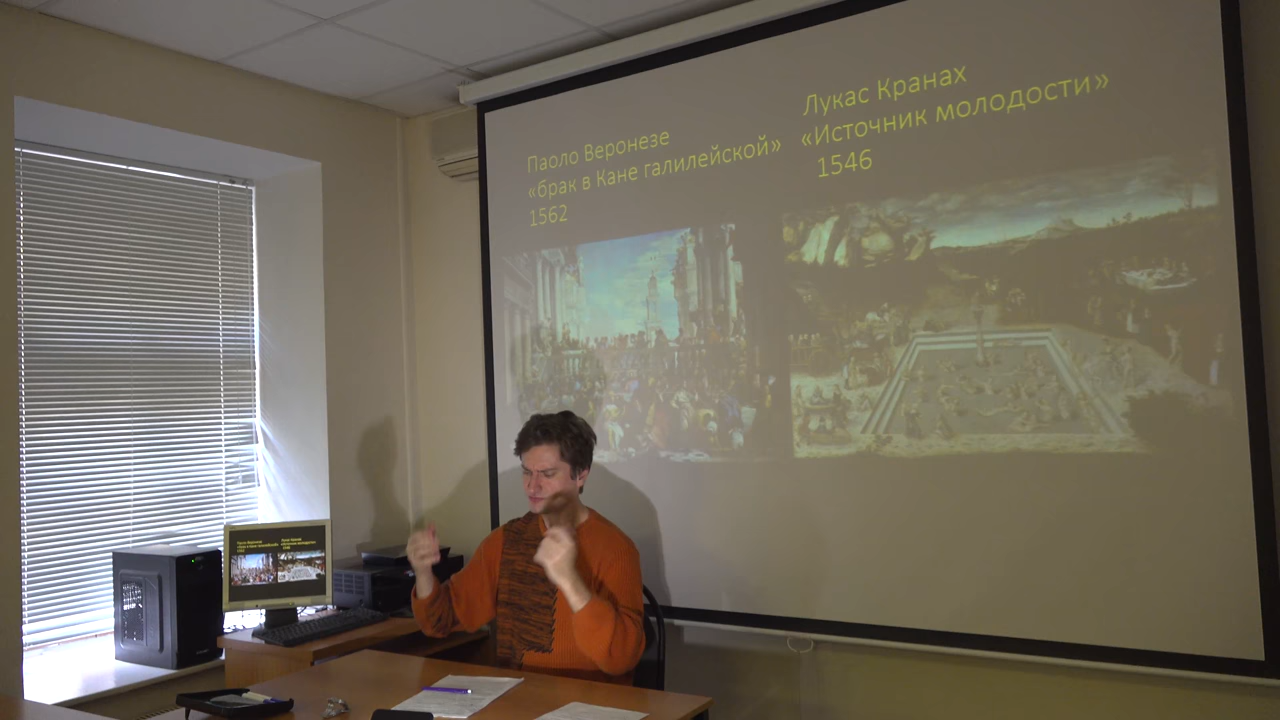 Паоло Веронезе
«брак в Кане галилейской»
1562
Лукас Кранах
«Источник молодости»
1546